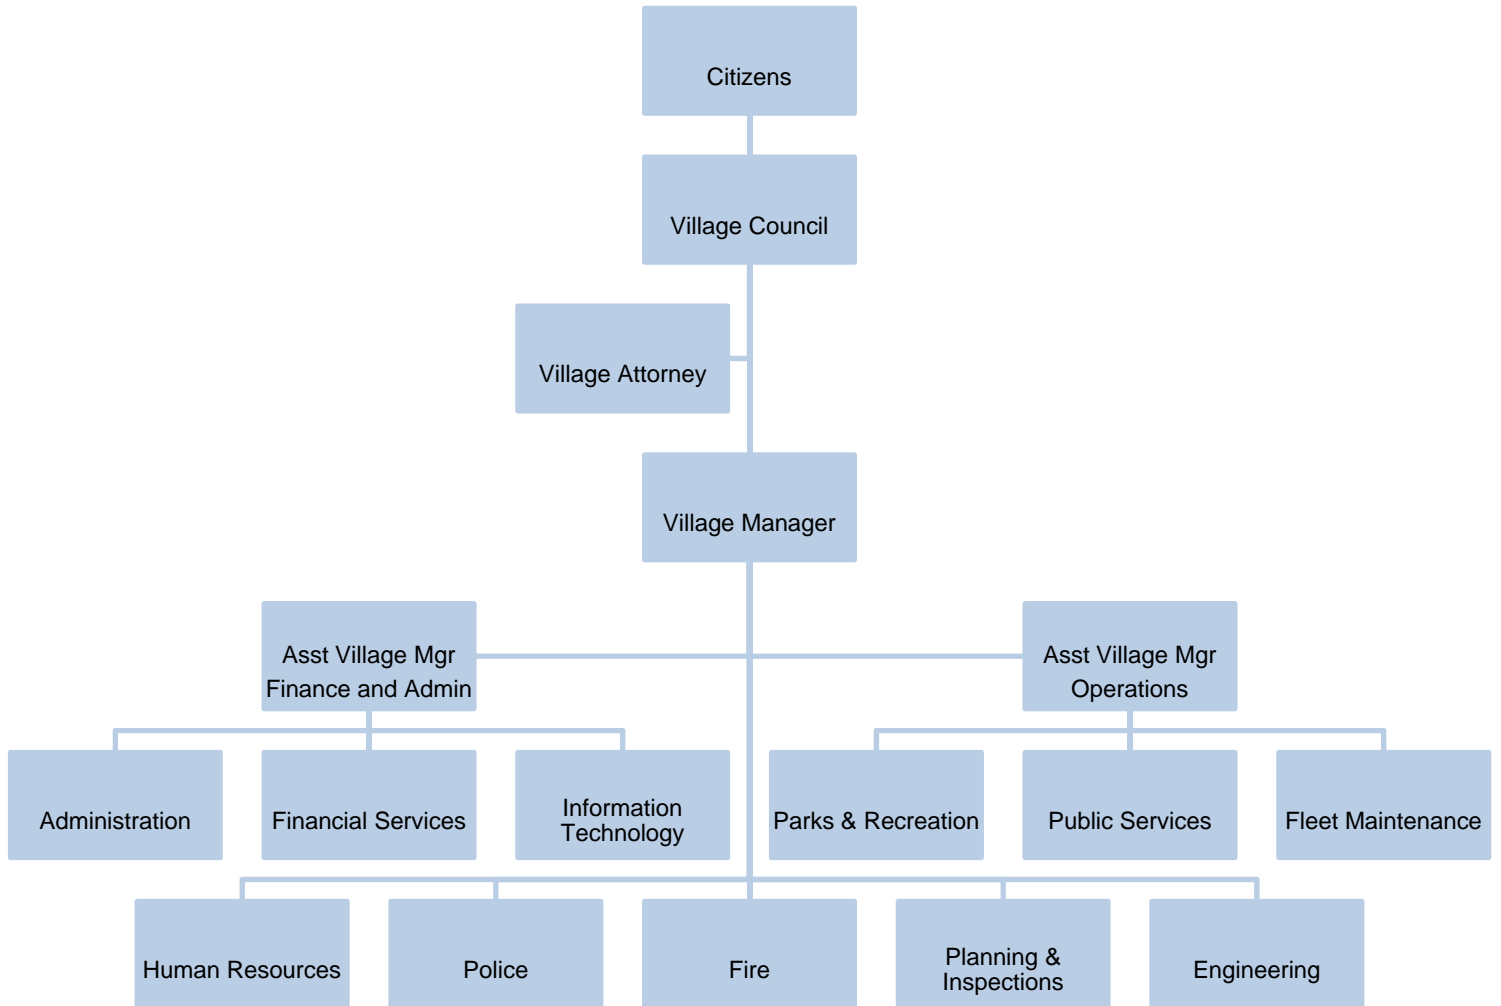 Citizens
Village Council
Village Attorney
Village Manager
Asst Village Mgr
Finance and Admin
Asst Village Mgr
Operations
Administration
Financial Services
Information
Technology
Parks & Recreation
Public Services
Fleet Maintenance
Human Resources
Police
Fire
Planning &
Inspections
Engineering